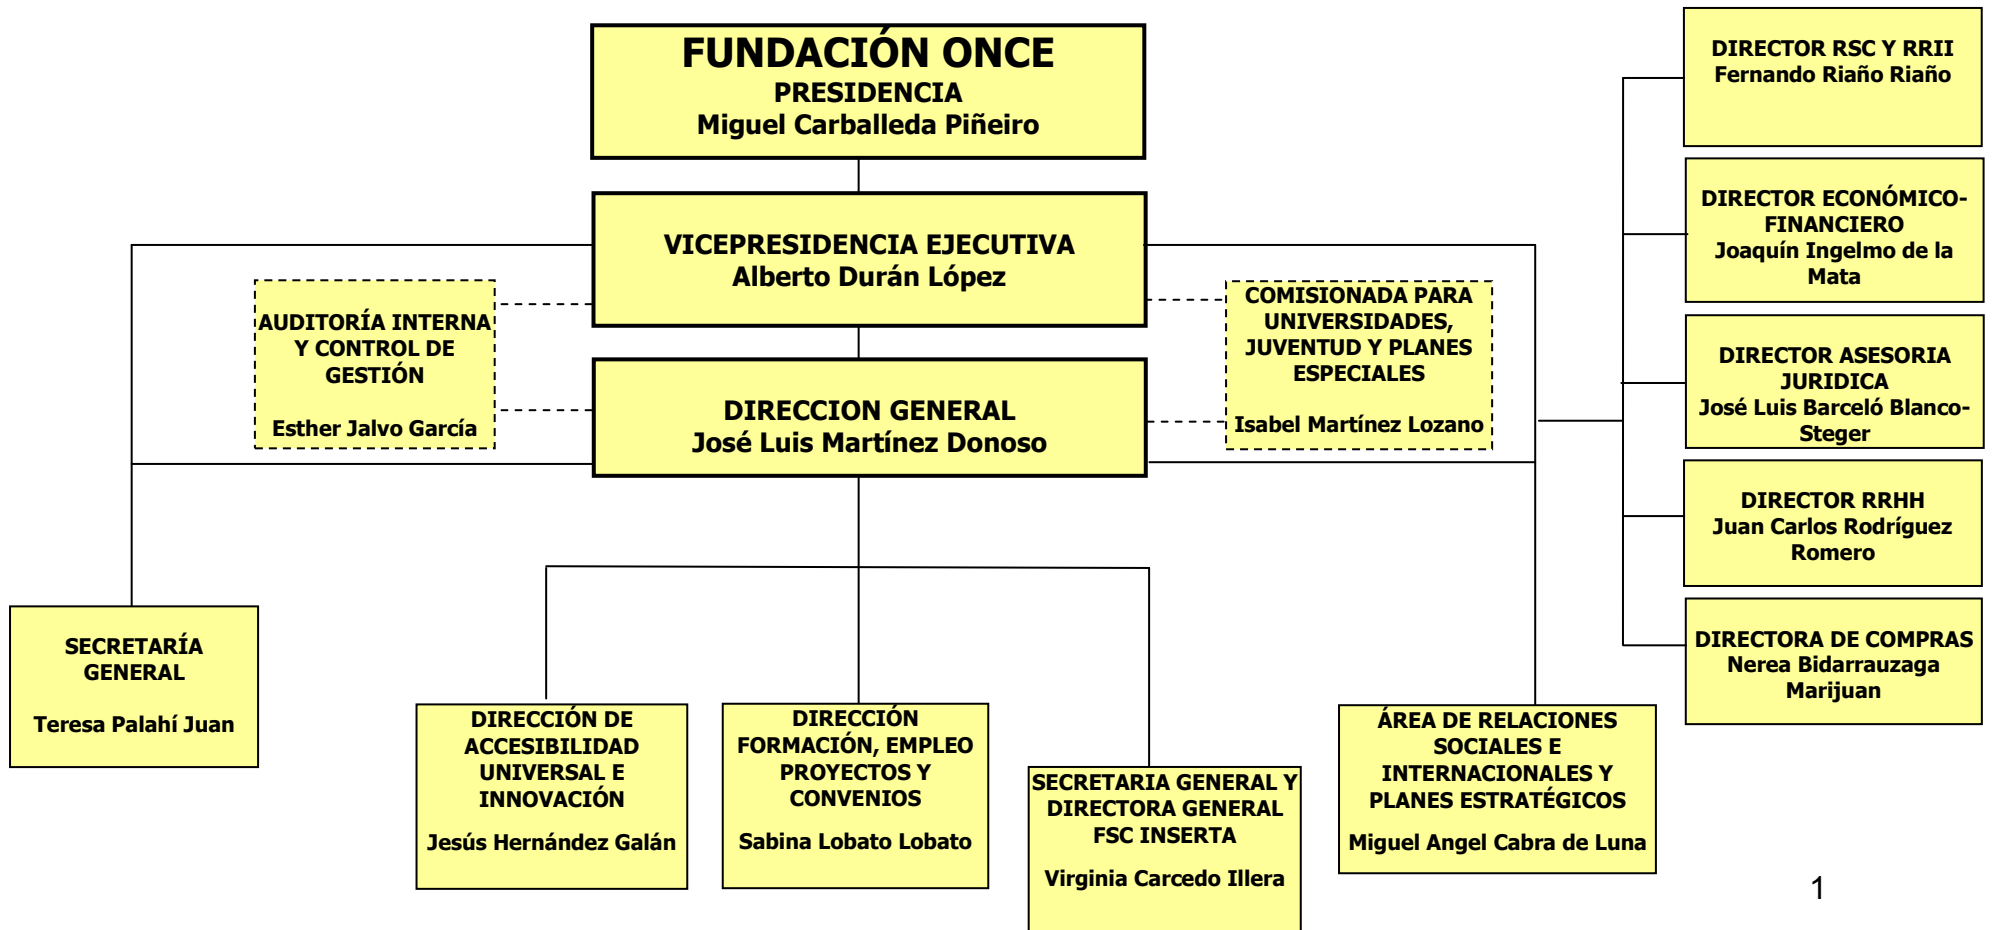 FUNDACIÓN ONCE
PRESIDENCIA
Miguel Carballeda Piñeiro
VICEPRESIDENCIA EJECUTIVA
Alberto Durán López
AUDITORÍA INTERNA
Y CONTROL DE
GESTIÓN
Esther Jalvo García
COMISIONADA PARA
UNIVERSIDADES,
JUVENTUD Y PLANES
ESPECIALES
Isabel Martínez Lozano
DIRECCION GENERAL
José Luis Martínez Donoso
DIRECTOR RSC Y RRII
Fernando Riaño Riaño
DIRECTOR ECONÓMICO-
FINANCIERO
Joaquín Ingelmo de la
Mata
DIRECTOR ASESORIA
JURIDICA
José Luis Barceló Blanco-
Steger
DIRECTOR RRHH
Juan Carlos Rodríguez
Romero
DIRECTORA DE COMPRAS
Nerea Bidarrauzaga
Marijuan
SECRETARÍA
GENERAL
Teresa Palahí Juan
DIRECCIÓN DE
ACCESIBILIDAD
UNIVERSAL E
INNOVACIÓN
Jesús Hernández Galán
DIRECCIÓN
FORMACIÓN, EMPLEO
PROYECTOS Y
CONVENIOS
Sabina Lobato Lobato
SECRETARIA GENERAL Y
DIRECTORA GENERAL
FSC INSERTA
Virginia Carcedo Illera
ÁREA DE RELACIONES
SOCIALES E
INTERNACIONALES Y
PLANES ESTRATÉGICOS
Miguel Angel Cabra de Luna
1